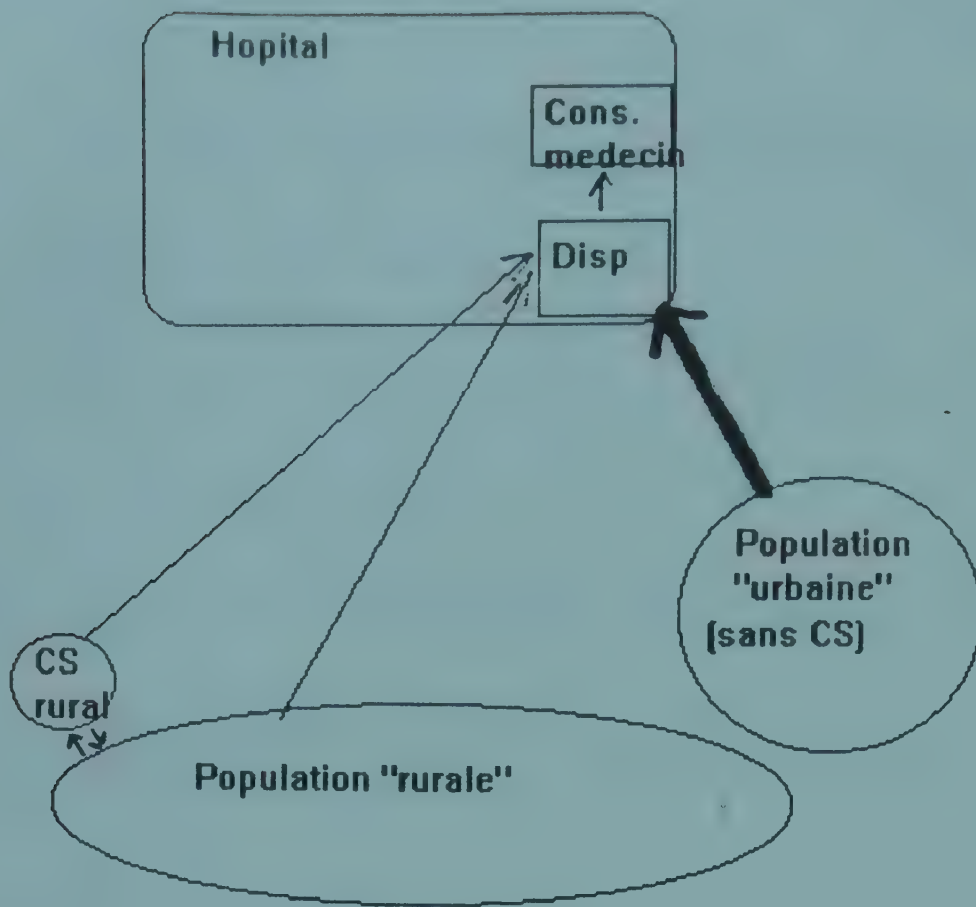 Hopital
Cons.
medecin
Disp
Population
"urbaine"
(sans CS)
CS
rural
Population "rurale"